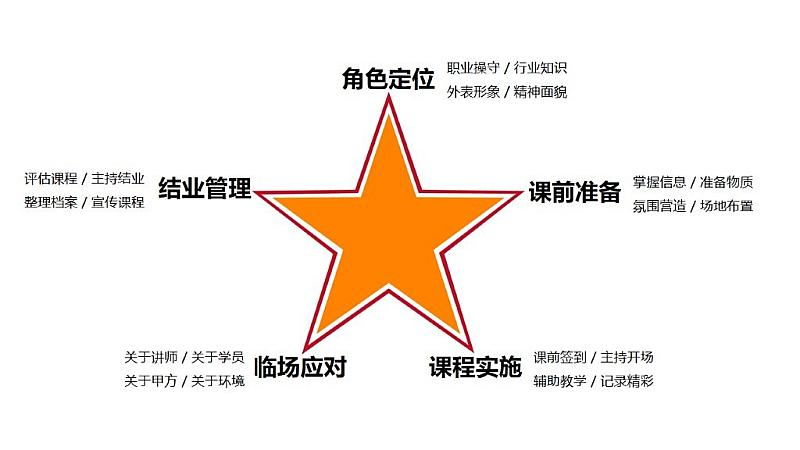 角色定位
职业操守 / 行业知识
外表形象 / 精神面貌
评估课程 / 主持结业
整理档案 / 宣传课程
结业管理
课前准备
掌握信息 / 准备物质
氛围营造 / 场地布置
关于讲师 / 关于学员
关于甲方 / 关于环境
临场应对
课程实施
课前签到 / 主持开场
辅助教学 / 记录精彩